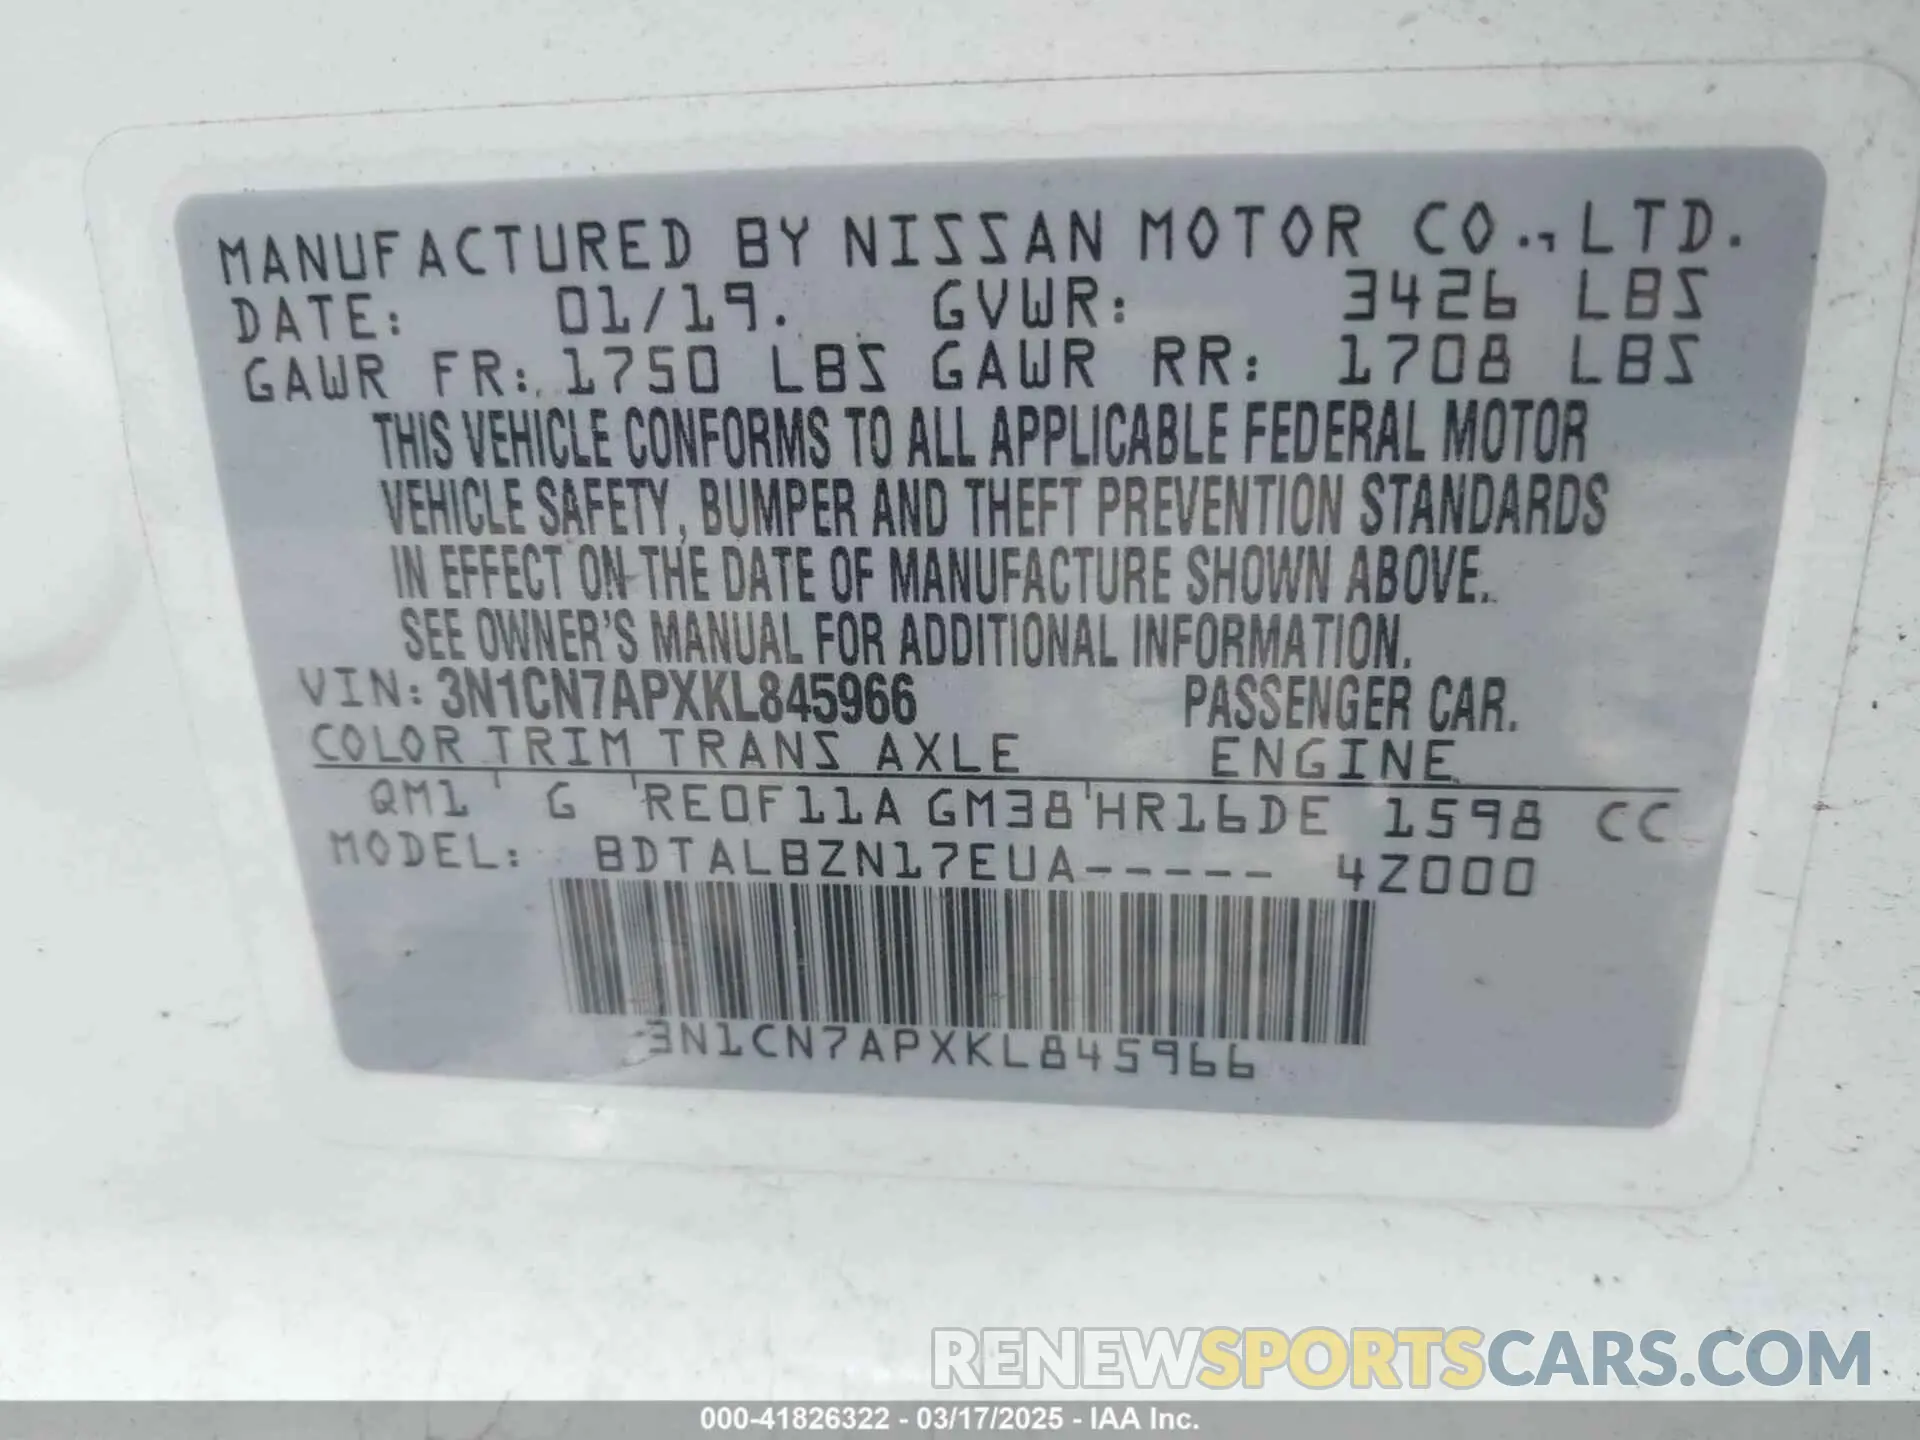 MANUFACTURED BY NISSAN MOTOR CO.,LTD.
DATE: 01/19. GVWR: 3426 LBS
GAWR FR: 1750 LBS GAWR RR: 1708 LBS
THIS VEHICLE CONFORMS TO ALL APPLICABLE FEDERAL MOTOR
VEHICLE SAFETY, BUMPER AND THEFT PREVENTION STANDARDS
IN EFFECT ON THE DATE OF MANUFACTURE SHOWN ABOVE.
SEE OWNER'S MANUAL FOR ADDITIONAL INFORMATION.
VIN: 3N1CN7APXKL845966 PASSENGER CAR.
COLOR TRIM TRANS AXLE ENGINE
QM1 G RE0F11A GM38 HR16DE 1598 CC
MODEL: BDTALBZN17EUA----- 4Z000
3N1CN7APXKL845966
RENEWSPORTSCARS.COM
000-41826322 - 03/17/2025 - IAA Inc.